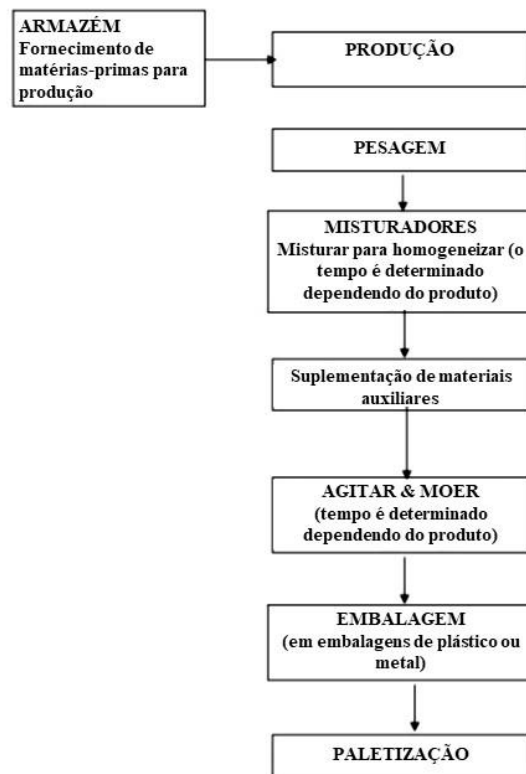 ARMAZÉM
Fornecimento de
matérias-primas para
produção
PRODUÇÃO
PESAGEM
MISTURADORES
Misturar para homogeneizar (o
tempo é determinado
dependendo do produto)
Suplementação de materiais
auxiliares
AGITAR & MOER
(tempo é determinado
dependendo do produto)
EMBALAGEM
(em embalagens de plástico ou
metal)
PALETIZAÇÃO